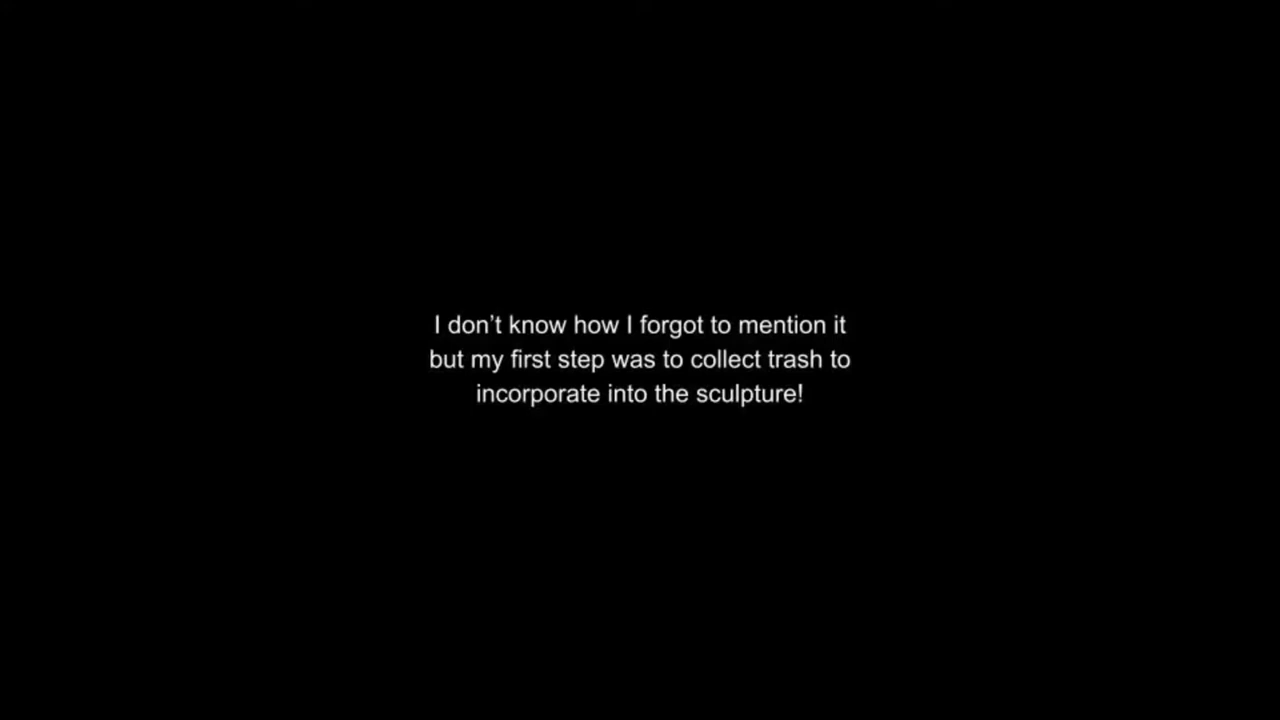 I don’t know how I forgot to mention it
but my first step was to collect trash to
incorporate into the sculpture!